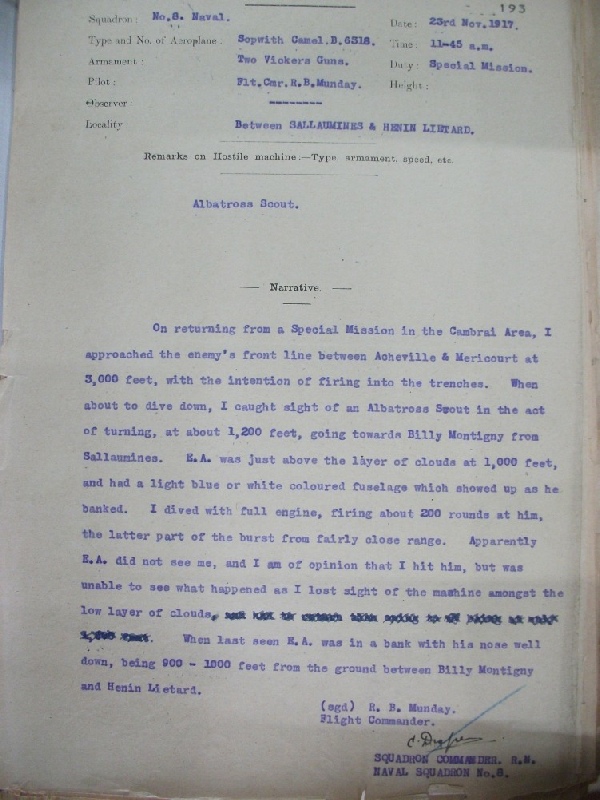 193
Squadron: No.8. Naval. Date: 23rd Nov. 1917.
Type and No. of Aeroplane: Sopwith Camel.B.6318. Time: 11-45 a.m.
Armament: Two Vickers Guns. Duty: Special Mission.
Pilot: Flt.Cmr.R.B.Munday. Height:
Observer --------
Locality Between SALLAUMINES & HENIN LIETARD.
Remarks on Hostile machine:—Type armament, speed, etc.
Albatross Scout.
— Narrative. —
On returning from a Special Mission in the Cambrai Area, I
approached the enemy's front line between Acheville & Mericourt at
3,000 feet, with the intention of firing into the trenches. When
about to dive down, I caught sight of an Albatross Scout in the act
of turning, at about 1,200 feet, going towards Billy Montigny from
Sallaumines. E.A. was just above the layer of clouds at 1,000 feet,
and had a light blue or white coloured fuselage which showed up as he
banked. I dived with full engine, firing about 200 rounds at him,
the latter part of the burst from fairly close range. Apparently
E.A. did not see me, and I am of opinion that I hit him, but was
unable to see what happened as I lost sight of the machine amongst the
low layer of clouds, When last seen E.A. was in a bank with his nose well
down, being 900 - 1000 feet from the ground between Billy Montigny
and Henin Lietard.
(sgd) R. B. Munday.
Flight Commander.
C. Draper
SQUADRON COMMANDER. R.N.
NAVAL SQUADRON No.8.